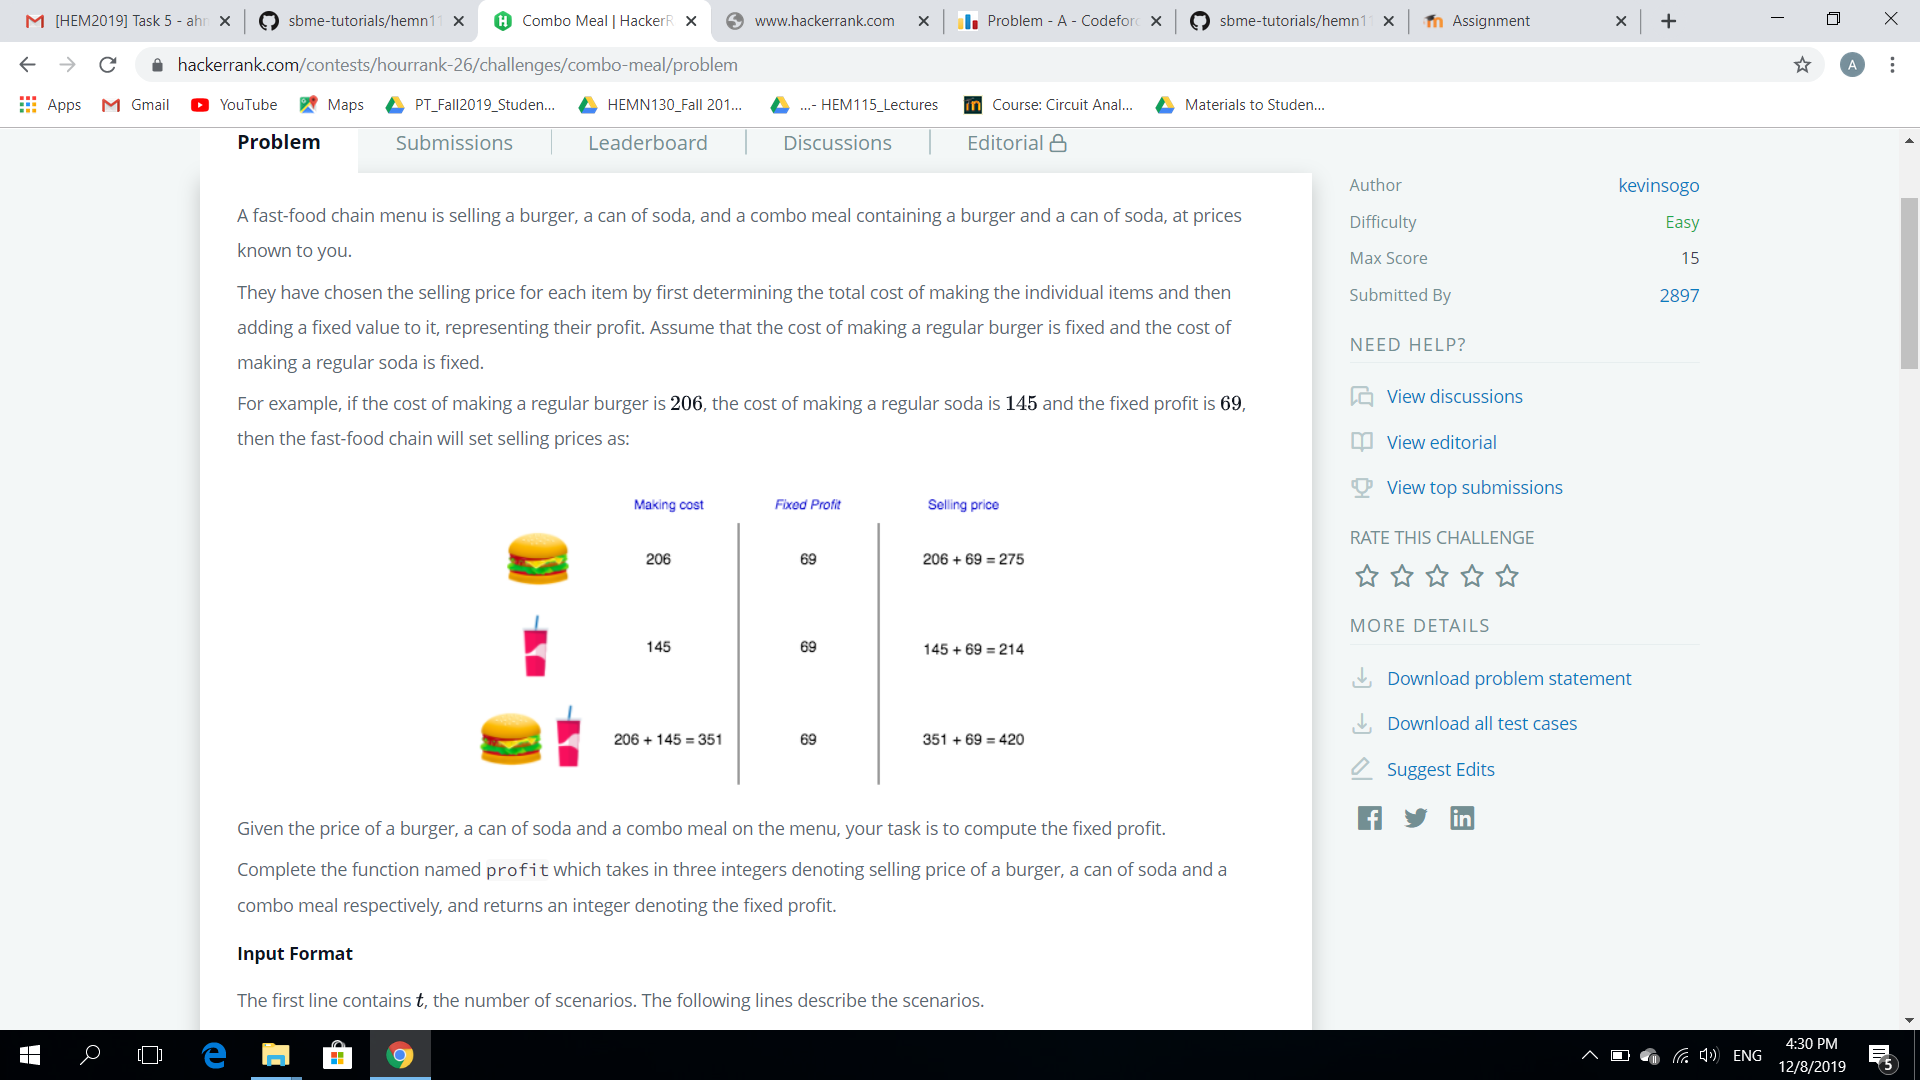 [HEM2019] Task 5 - ahm
sbme-tutorials/hemn11
Combo Meal | HackerR
www.hackerrank.com
Problem - A - Codeforc
sbme-tutorials/hemn11
Assignment
hackerrank.com/contests/hourrank-26/challenges/combo-meal/problem
A
Apps
Gmail
YouTube
Maps
PT_Fall2019_Studen...
HEMN130_Fall 201...
...- HEM115_Lectures
Course: Circuit Anal...
Materials to Studen...
Problem
Submissions
Leaderboard
Discussions
Editorial
A fast-food chain menu is selling a burger, a can of soda, and a combo meal containing a burger and a can of soda, at prices
known to you.
They have chosen the selling price for each item by first determining the total cost of making the individual items and then
adding a fixed value to it, representing their profit. Assume that the cost of making a regular burger is fixed and the cost of
making a regular soda is fixed.
For example, if the cost of making a regular burger is 206, the cost of making a regular soda is 145 and the fixed profit is 69,
then the fast-food chain will set selling prices as:
Making cost Fixed Profit Selling price
206 69 206 + 69 = 275
145 69 145 + 69 = 214
206 + 145 = 351 69 351 + 69 = 420
Given the price of a burger, a can of soda and a combo meal on the menu, your task is to compute the fixed profit.
Complete the function named profit which takes in three integers denoting selling price of a burger, a can of soda and a
combo meal respectively, and returns an integer denoting the fixed profit.
Input Format
The first line contains t, the number of scenarios. The following lines describe the scenarios.
Author kevinsogo
Difficulty Easy
Max Score 15
Submitted By 2897
NEED HELP?
View discussions
View editorial
View top submissions
RATE THIS CHALLENGE
MORE DETAILS
Download problem statement
Download all test cases
Suggest Edits
ENG
4:30 PM
12/8/2019
5